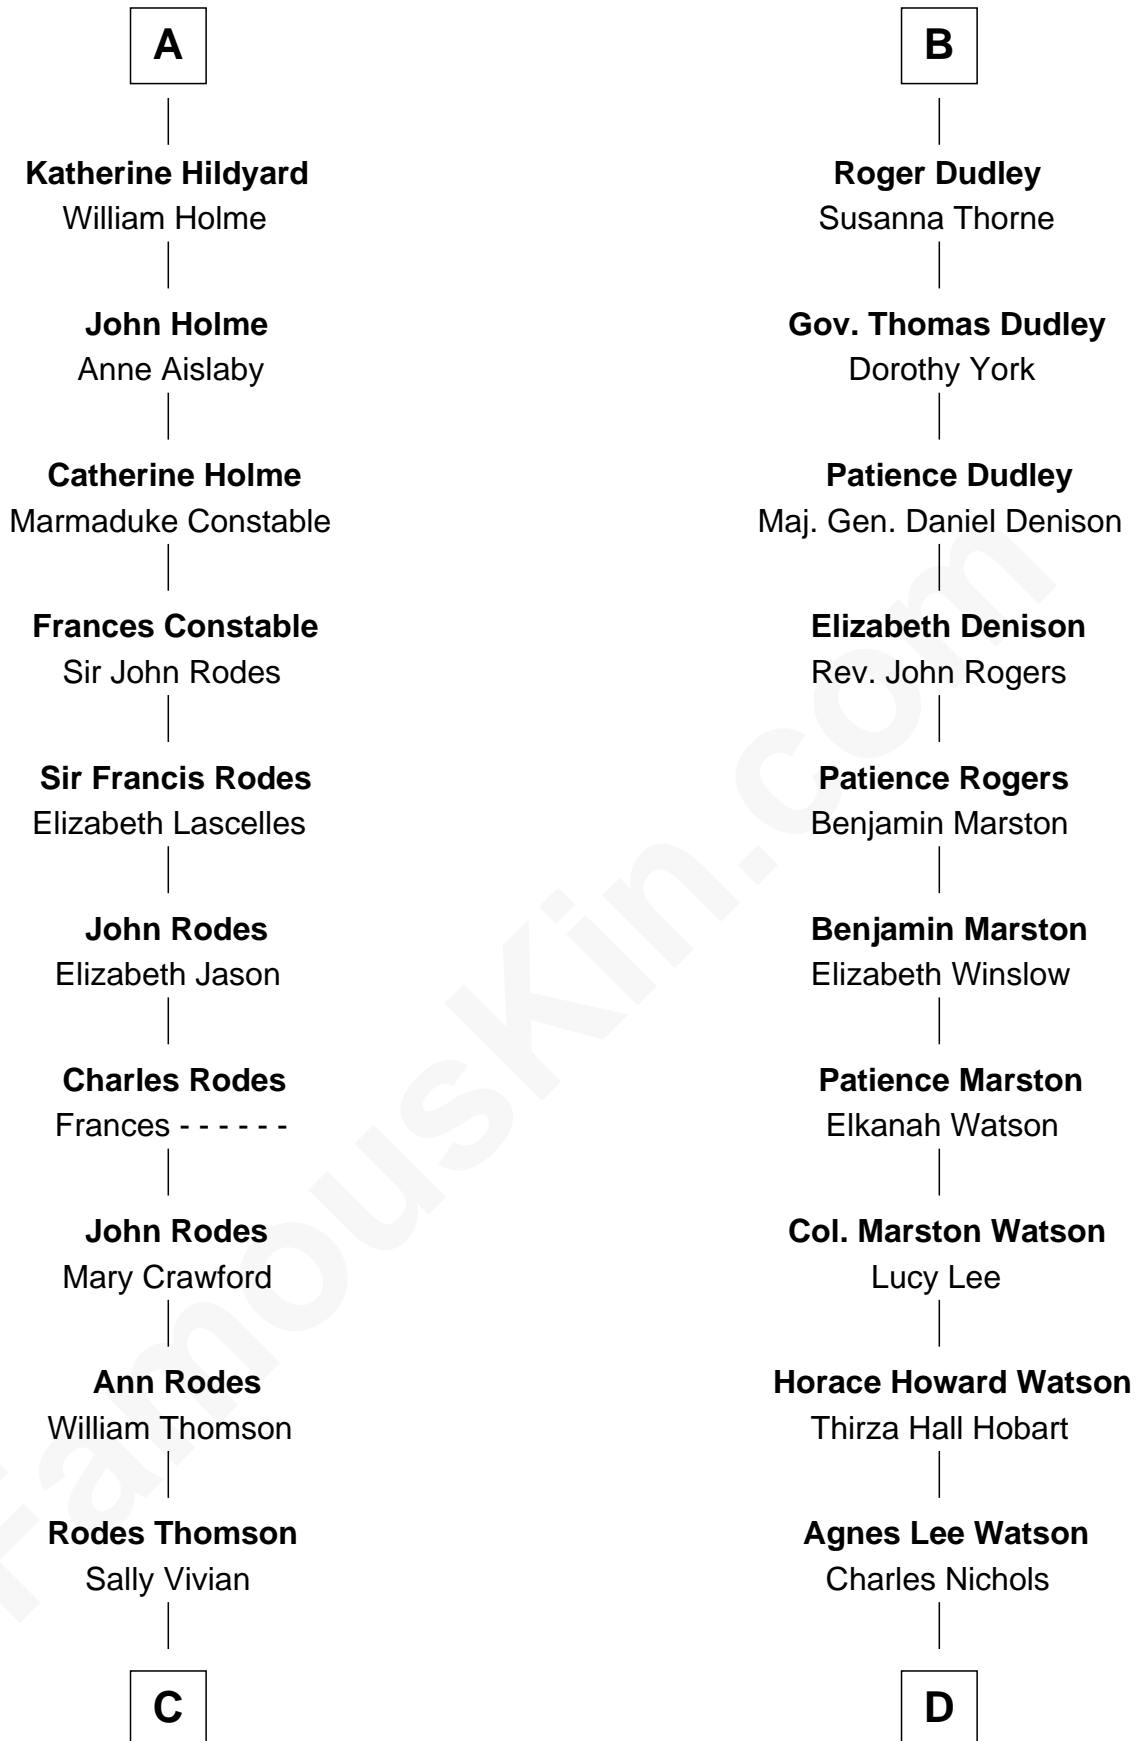 A
Katherine Hildyard
William Holme
John Holme
Anne Aislaby
Catherine Holme
Marmaduke Constable
Frances Constable
Sir John Rodes
Sir Francis Rodes
Elizabeth Lascelles
John Rodes
Elizabeth Jason
Charles Rodes
Frances - - - - - -
John Rodes
Mary Crawford
Ann Rodes
William Thomson
Rodes Thomson
Sally Vivian
C
B
Roger Dudley
Susanna Thorne
Gov. Thomas Dudley
Dorothy York
Patience Dudley
Maj. Gen. Daniel Denison
Elizabeth Denison
Rev. John Rogers
Patience Rogers
Benjamin Marston
Benjamin Marston
Elizabeth Winslow
Patience Marston
Elkanah Watson
Col. Marston Watson
Lucy Lee
Horace Howard Watson
Thirza Hall Hobart
Agnes Lee Watson
Charles Nichols
D
FamousKin.com